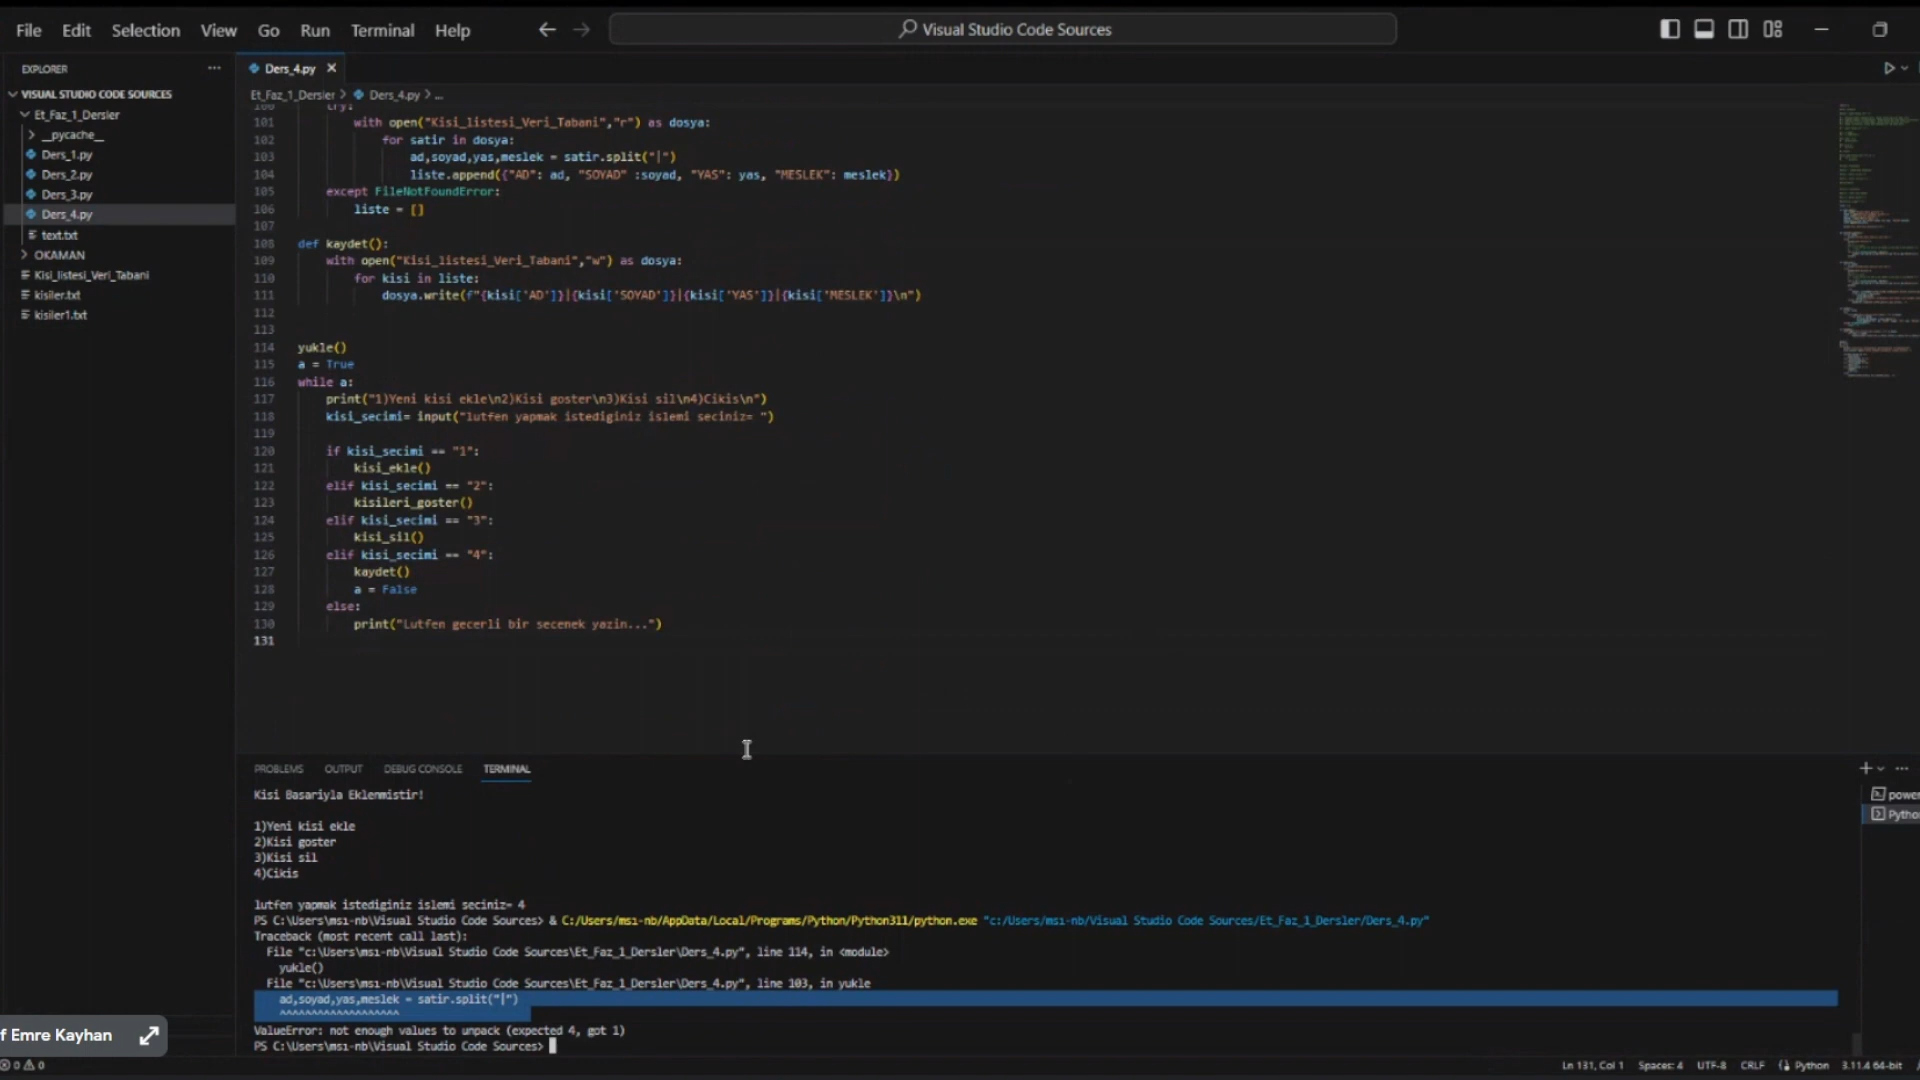 File Edit Selection View Go Run Terminal Help
Visual Studio Code Sources
EXPLORER
VISUAL STUDIO CODE SOURCES
Et_Faz_1_Dersler
__pycache__
Ders_1.py
Ders_2.py
Ders_3.py
Ders_4.py
text.txt
OKAMAN
Kisi_listesi_Veri_Tabani
kisiler.txt
kisiler1.txt
Ders_4.py
Et_Faz_1_Dersler > Ders_4.py > ...
100 try:
101 with open("Kisi_listesi_Veri_Tabani","r") as dosya:
102 for satir in dosya:
103 ad,soyad,yas,meslek = satir.split("|")
104 liste.append({"AD": ad, "SOYAD" :soyad, "YAS": yas, "MESLEK": meslek})
105 except FileNotFoundError:
106 liste = []
107
108 def kaydet():
109 with open("Kisi_listesi_Veri_Tabani","w") as dosya:
110 for kisi in liste:
111 dosya.write(f"{kisi['AD']}|{kisi['SOYAD']}|{kisi['YAS']}|{kisi['MESLEK']}\n")
112
113
114 yukle()
115 a = True
116 while a:
117 print("1)Yeni kisi ekle\n2)Kisi goster\n3)Kisi sil\n4)Cikis\n")
118 kisi_secimi= input("lutfen yapmak istediginiz islemi seciniz= ")
119
120 if kisi_secimi == "1":
121 kisi_ekle()
122 elif kisi_secimi == "2":
123 kisileri_goster()
124 elif kisi_secimi == "3":
125 kisi_sil()
126 elif kisi_secimi == "4":
127 kaydet()
128 a = False
129 else:
130 print("Lutfen gecerli bir secenek yazin...")
131
PROBLEMS OUTPUT DEBUG CONSOLE TERMINAL
Kisi Basariyla Eklenmistir!
1)Yeni kisi ekle
2)Kisi goster
3)Kisi sil
4)Cikis
lutfen yapmak istediginiz islemi seciniz= 4
PS C:\Users\msı-nb\Visual Studio Code Sources> & C:/Users/msı-nb/AppData/Local/Programs/Python/Python311/python.exe "c:/Users/msı-nb/Visual Studio Code Sources/Et_Faz_1_Dersler/Ders_4.py"
Traceback (most recent call last):
File "c:\Users\msı-nb\Visual Studio Code Sources\Et_Faz_1_Dersler\Ders_4.py", line 114, in <module>
yukle()
File "c:\Users\msı-nb\Visual Studio Code Sources\Et_Faz_1_Dersler\Ders_4.py", line 103, in yukle
ad,soyad,yas,meslek = satir.split("|")
^^^^^^^^^^^^^^^^^^^
ValueError: not enough values to unpack (expected 4, got 1)
PS C:\Users\msı-nb\Visual Studio Code Sources>
power
Pytho
f Emre Kayhan
0 0
Ln 131, Col 1 Spaces: 4 UTF-8 CRLF Python 3.11.4 64-bit